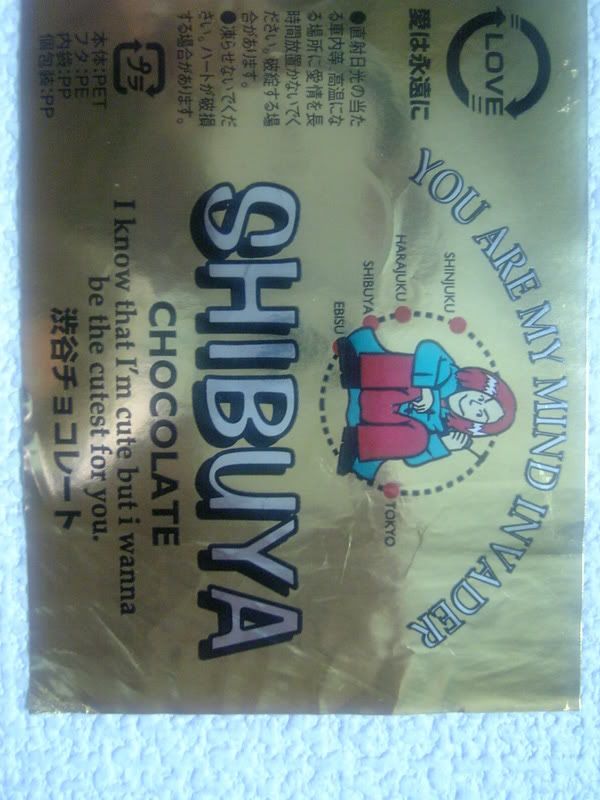 LOVE
愛は永遠に
●直射日光の当た
る車内等、高温にな
る場所に愛情を長
時間放置かないでく
ださい。破綻する場
合があります。
●凍らせないでくだ
さい。ハートが破損
する場合があります。
プラ
本体:PET
フタ:PE
内袋:PP
個包装:PP
YOU ARE MY MIND INVADER
SHINJUKU
HARAJUKU
SHIBUYA
EBISU
TOKYO
SHIBUYA
CHOCOLATE
I know that I'm cute but i wanna
be the cutest for you.
渋谷チョコレート